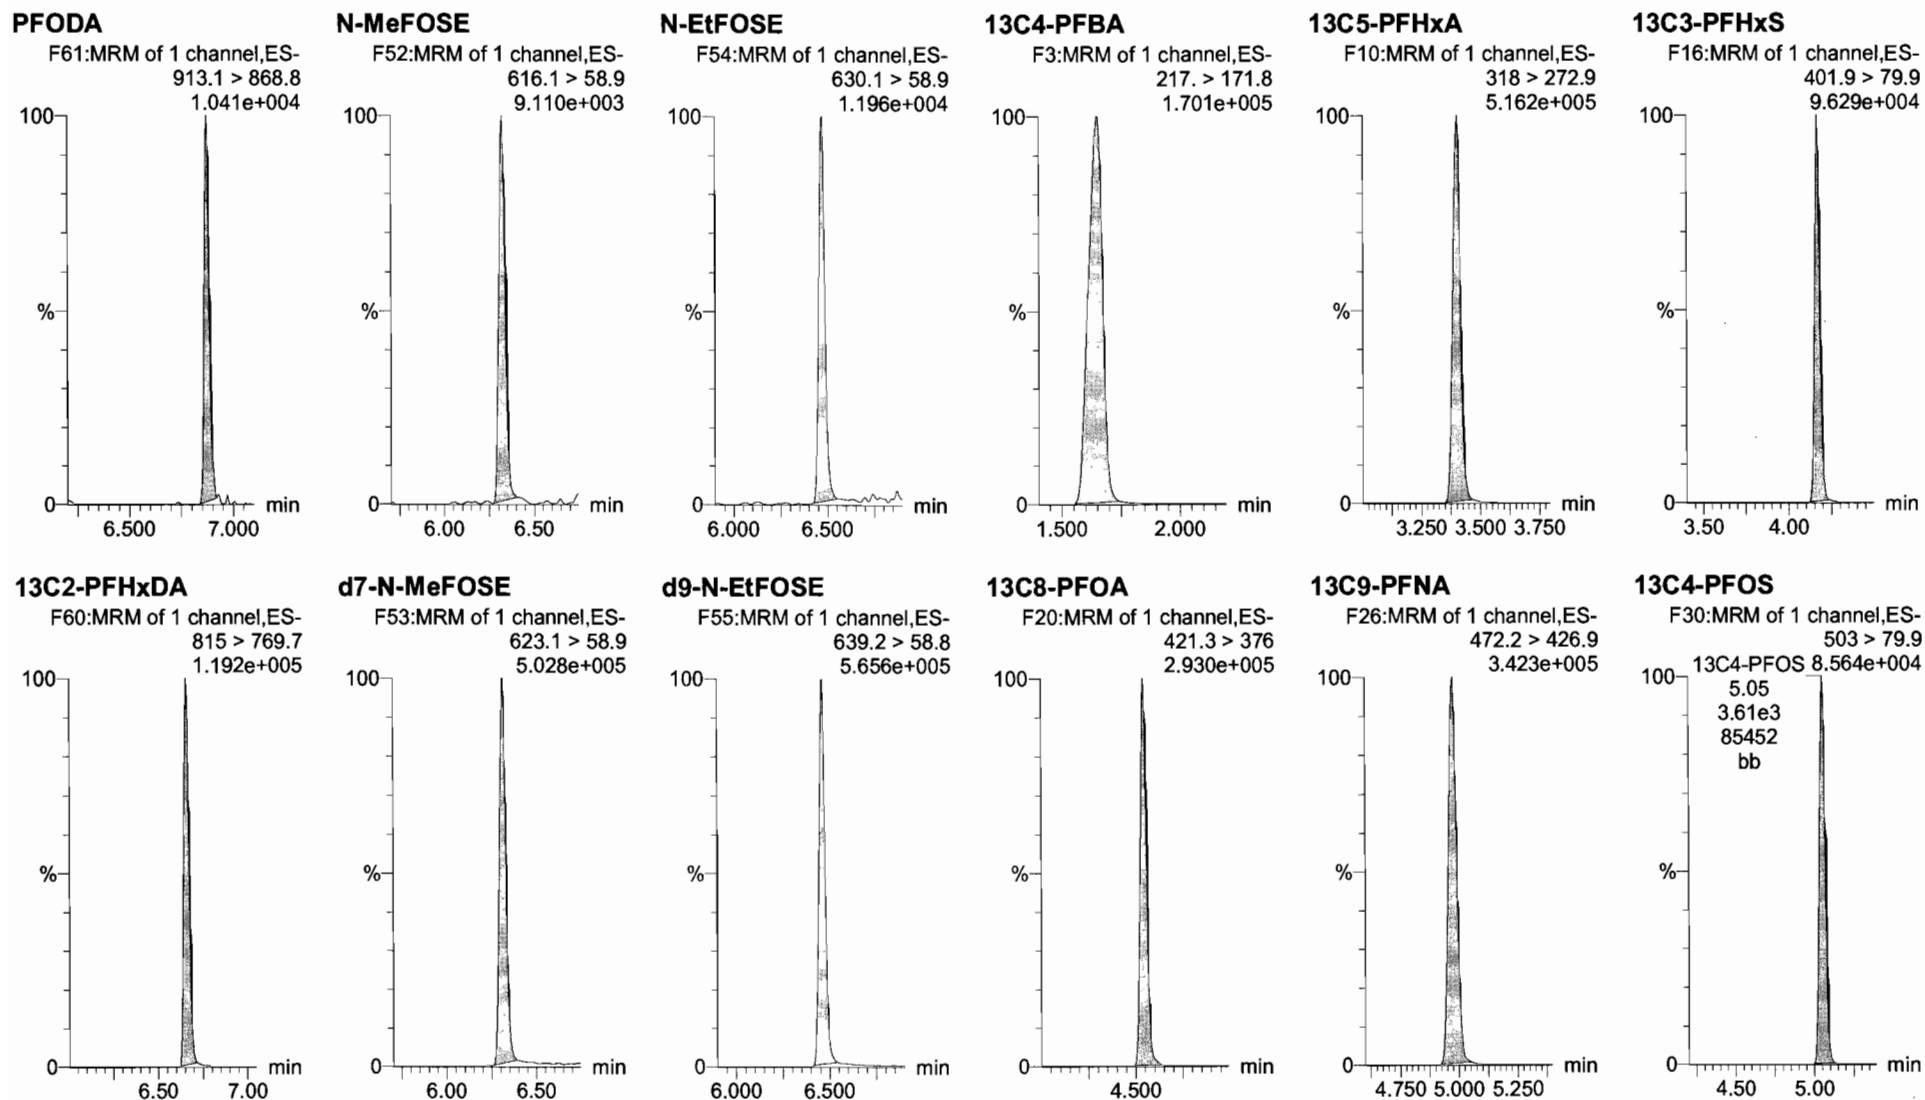 PFODA
F61:MRM of 1 channel,ES-
913.1 > 868.8
1.041e+004
100
%
0
6.500 7.000 min
N-MeFOSE
F52:MRM of 1 channel,ES-
616.1 > 58.9
9.110e+003
100
%
0
6.00 6.50 min
N-EtFOSE
F54:MRM of 1 channel,ES-
630.1 > 58.9
1.196e+004
100
%
0
6.000 6.500 min
13C4-PFBA
F3:MRM of 1 channel,ES-
217. > 171.8
1.701e+005
100
%
0
1.500 2.000 min
13C5-PFHxA
F10:MRM of 1 channel,ES-
318 > 272.9
5.162e+005
100
%
0
3.250 3.500 3.750 min
13C3-PFHxS
F16:MRM of 1 channel,ES-
401.9 > 79.9
9.629e+004
100
%
0
3.50 4.00 min
13C2-PFHxDA
F60:MRM of 1 channel,ES-
815 > 769.7
1.192e+005
100
%
0
6.50 7.00 min
d7-N-MeFOSE
F53:MRM of 1 channel,ES-
623.1 > 58.9
5.028e+005
100
%
0
6.00 6.50 min
d9-N-EtFOSE
F55:MRM of 1 channel,ES-
639.2 > 58.8
5.656e+005
100
%
0
6.000 6.500 min
13C8-PFOA
F20:MRM of 1 channel,ES-
421.3 > 376
2.930e+005
100
%
0
4.500 min
13C9-PFNA
F26:MRM of 1 channel,ES-
472.2 > 426.9
3.423e+005
100
%
0
4.750 5.000 5.250 min
13C4-PFOS
F30:MRM of 1 channel,ES-
503 > 79.9
13C4-PFOS 8.564e+004
100
5.05
3.61e3
85452
bb
%
0
4.50 5.00 min